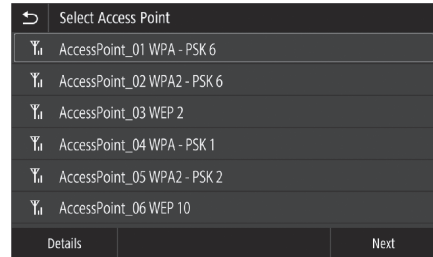 Select Access Point
AccessPoint_01 WPA - PSK 6
AccessPoint_02 WPA2 - PSK 6
AccessPoint_03 WEP 2
AccessPoint_04 WPA - PSK 1
AccessPoint_05 WPA2 - PSK 2
AccessPoint_06 WEP 10
Details Next